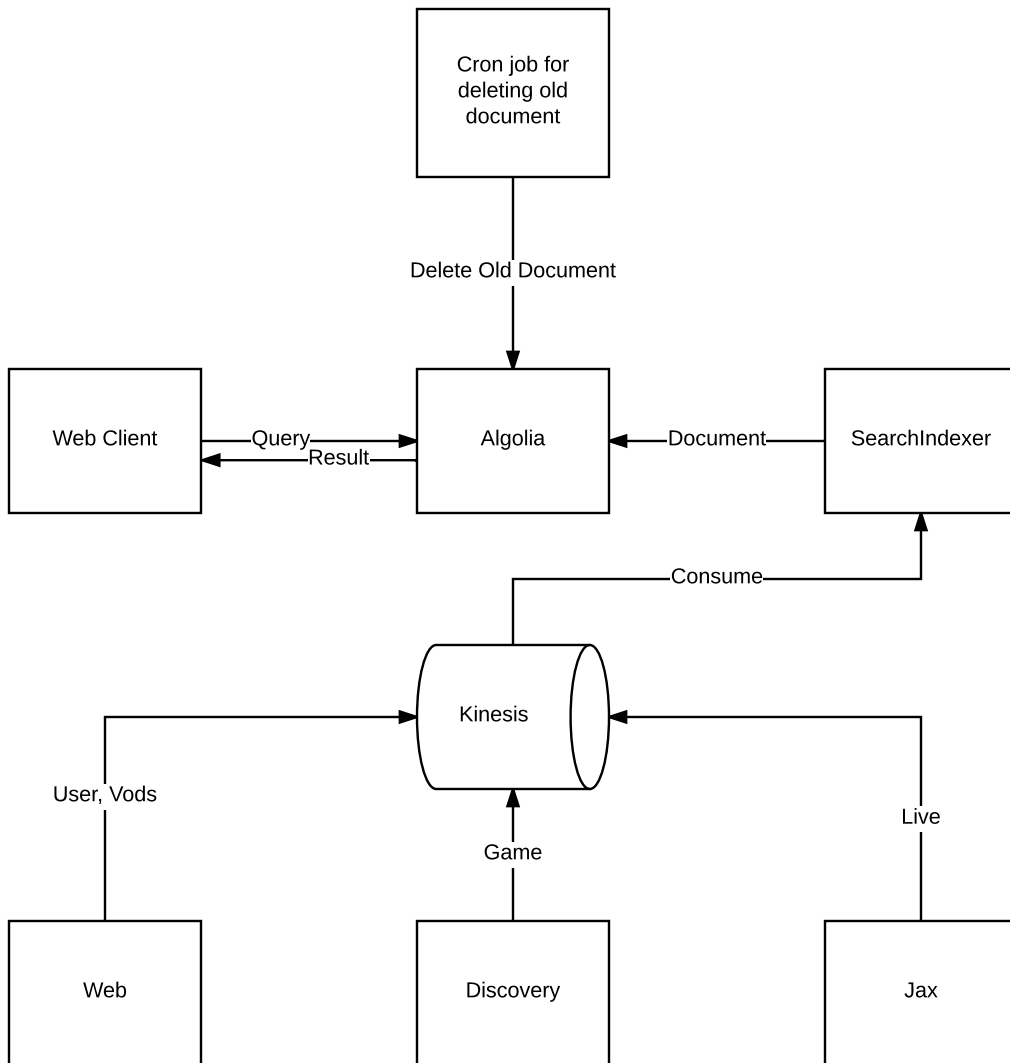 Cron job for
deleting old
document
Delete Old Document
Web Client
Query
Result
Algolia
Document
SearchIndexer
Consume
Kinesis
User, Vods
Game
Live
Web
Discovery
Jax